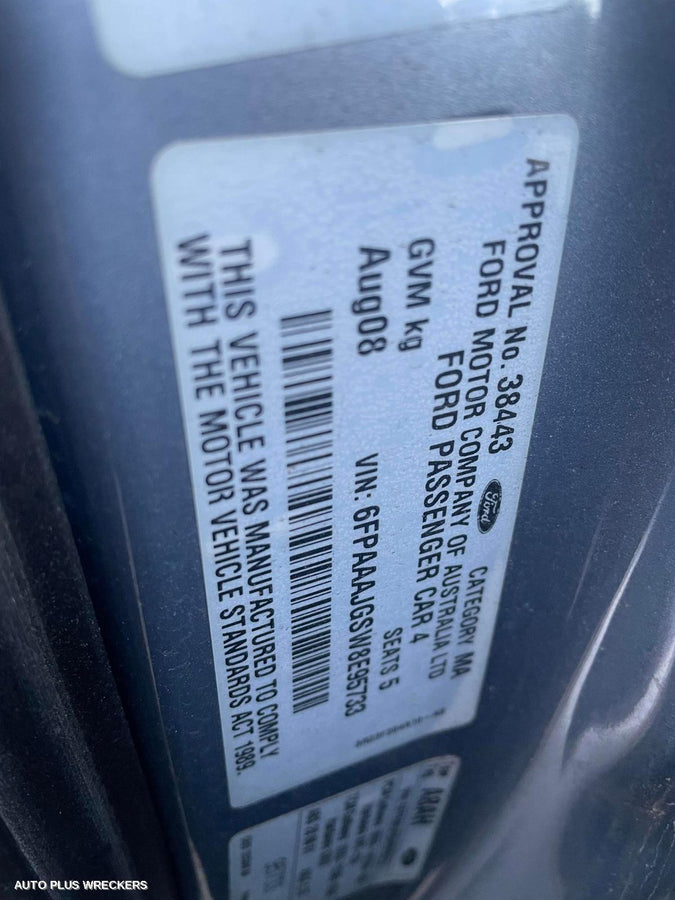 APPROVAL No. 38443 CATEGORY MA
FORD MOTOR COMPANY OF AUSTRALIA LTD
FORD PASSENGER CAR 4
GVM kg SEATS 5
Aug08 VIN: 6FPAAAJGSW8E95733
THIS VEHICLE WAS MANUFACTURED TO COMPLY
WITH THE MOTOR VEHICLE STANDARDS ACT 1989.
Ford
AUTO PLUS WRECKERS